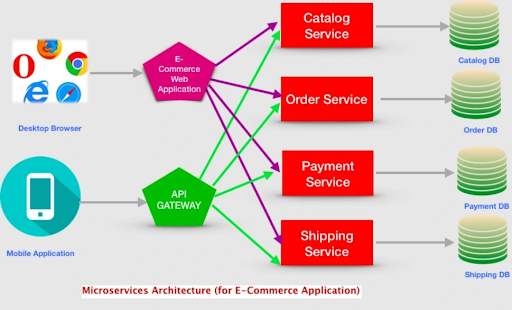 Catalog
Service
Catalog DB
E-
Commerce
Web
Application
Desktop Browser
Order Service
Order DB
Payment
Service
Payment DB
API
GATEWAY
Mobile Application
Shipping
Service
Shipping DB
Microservices Architecture (for E-Commerce Application)